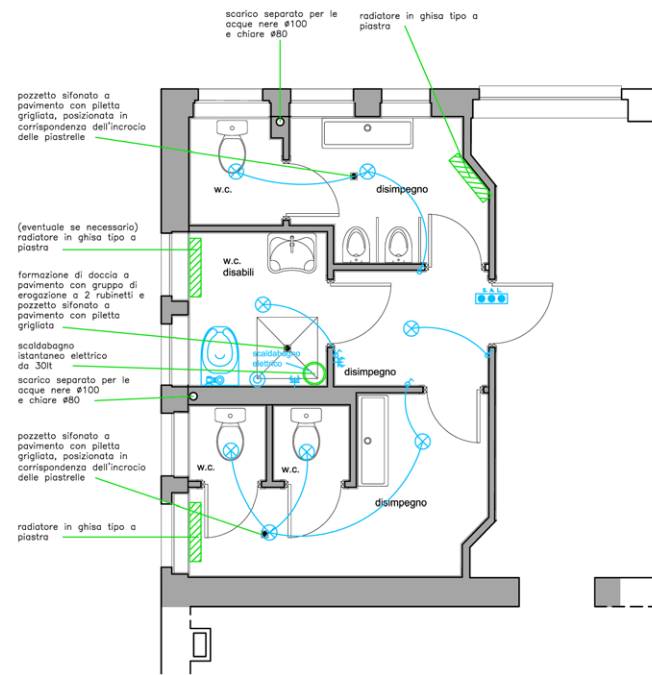 scarico separato per le
acque nere ø100
e chiare ø80
radiatore in ghisa tipo a
piastra
pozzetto sifonato a
pavimento con piletta
grigliata, posizionata in
corrispondenza dell'incrocio
delle piastrelle
w.c.
disimpegno
(eventuale se necessario)
radiatore in ghisa tipo a
piastra
w.c.
disabili
formazione di doccia a
pavimento con gruppo di
erogazione a 2 rubinetti e
pozzetto sifonato a
pavimento con piletta
grigliata
S.A.L.
scaldabagno
istantaneo elettrico
da 30lt
scaldabagno
elettrico
disimpegno
scarico separato per le
acque nere ø100
e chiare ø80
pozzetto sifonato a
pavimento con piletta
grigliata, posizionata in
corrispondenza dell'incrocio
delle piastrelle
w.c.
w.c.
disimpegno
radiatore in ghisa tipo a
piastra